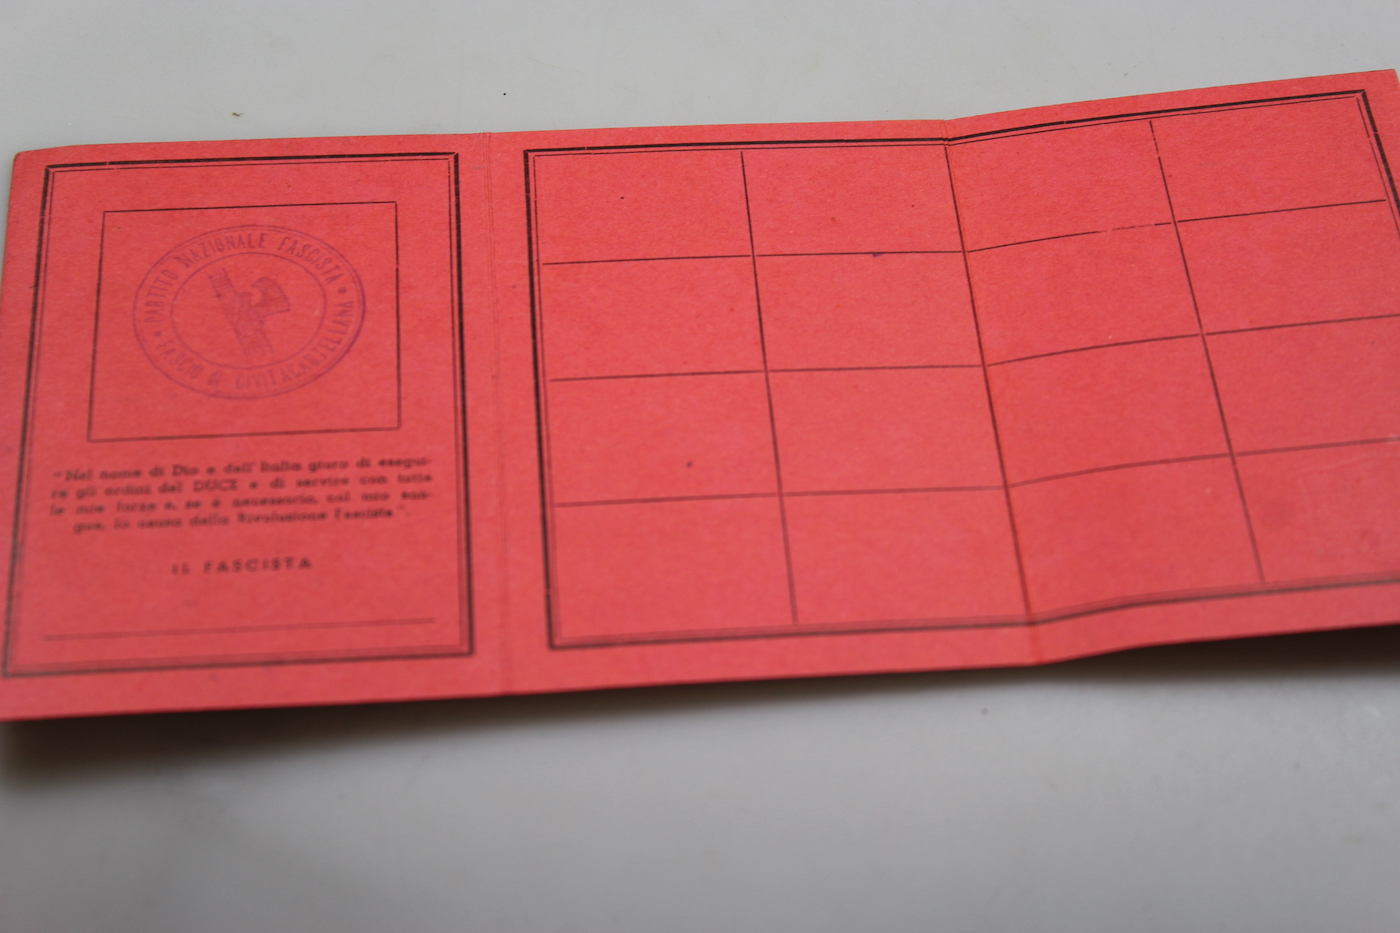 PARTITO NAZIONALE FASCISTA
FASCIO DI CIVITACASTELLANA
"Nel nome di Dio e dell'Italia giuro di esegui-
re gli ordini del DUCE e di servire con tutte
le mie forze e, se è necessario, col mio san-
gue, la causa della Rivoluzione Fascista".
IL FASCISTA